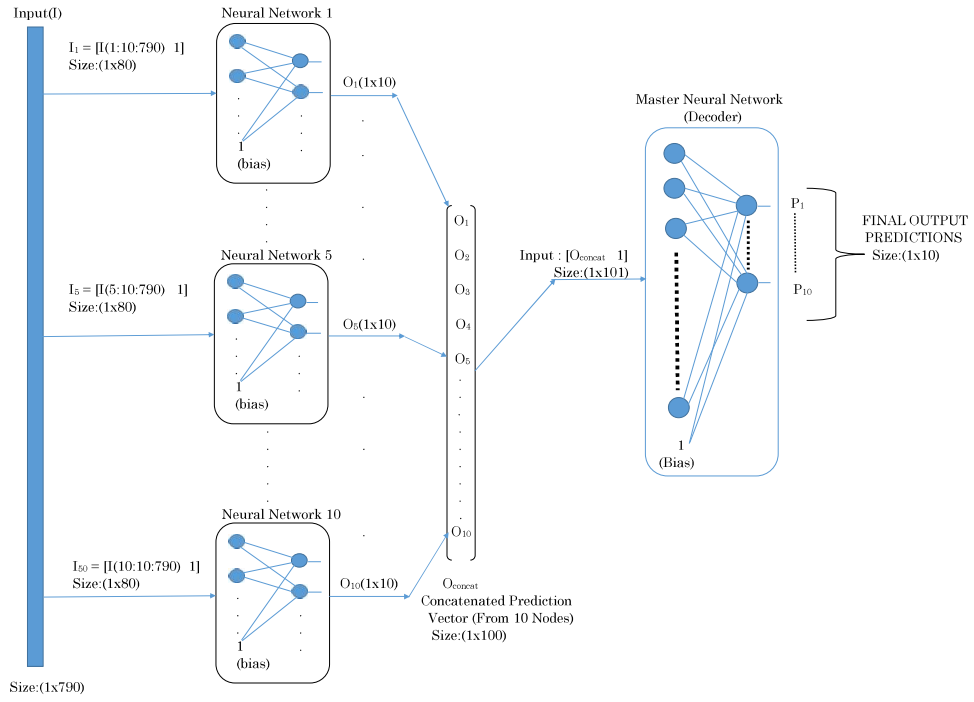 Input(I)
I₁ = [I(1:10:790) 1]
Size:(1x80)
Neural Network 1
1
(bias)
O₁(1x10)
I₅ = [I(5:10:790) 1]
Size:(1x80)
Neural Network 5
1
(bias)
O₅(1x10)
I₅₀ = [I(10:10:790) 1]
Size:(1x80)
Neural Network 10
1
(bias)
O₁₀(1x10)
Size:(1x790)
O₁
O₂
O₃
O₄
O₅
O₁₀
Oconcat
Concatenated Prediction
Vector (From 10 Nodes)
Size:(1x100)
Input : [Oconcat 1]
Size:(1x101)
Master Neural Network
(Decoder)
1
(Bias)
P₁
P₁₀
FINAL OUTPUT
PREDICTIONS
Size:(1x10)